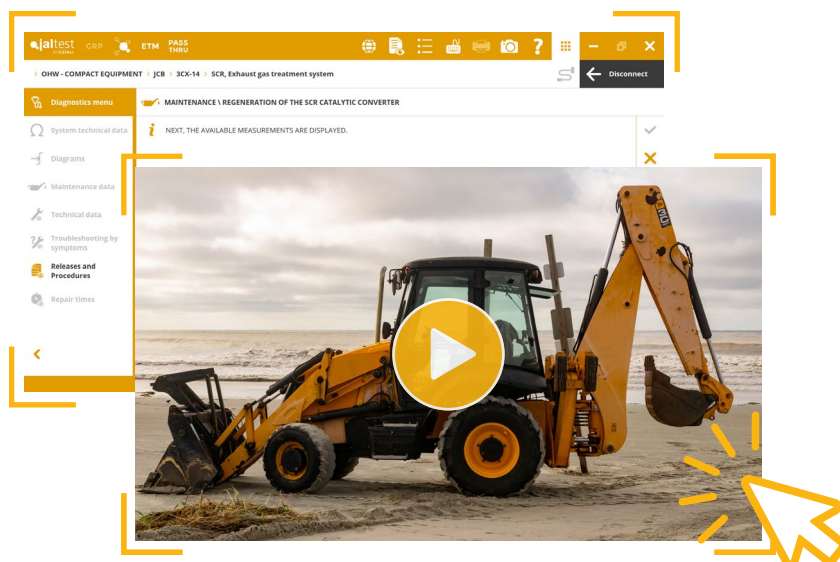 jaltest
BY COJALI
GRP
ETM
PASS
THRU
?
OHW - COMPACT EQUIPMENT > JCB > 3CX-14 > SCR, Exhaust gas treatment system
Disconnect
Diagnostics menu
MAINTENANCE \ REGENERATION OF THE SCR CATALYTIC CONVERTER
System technical data
NEXT, THE AVAILABLE MEASUREMENTS ARE DISPLAYED.
Diagrams
Maintenance data
Technical data
Troubleshooting by
symptoms
Releases and
Procedures
Repair times